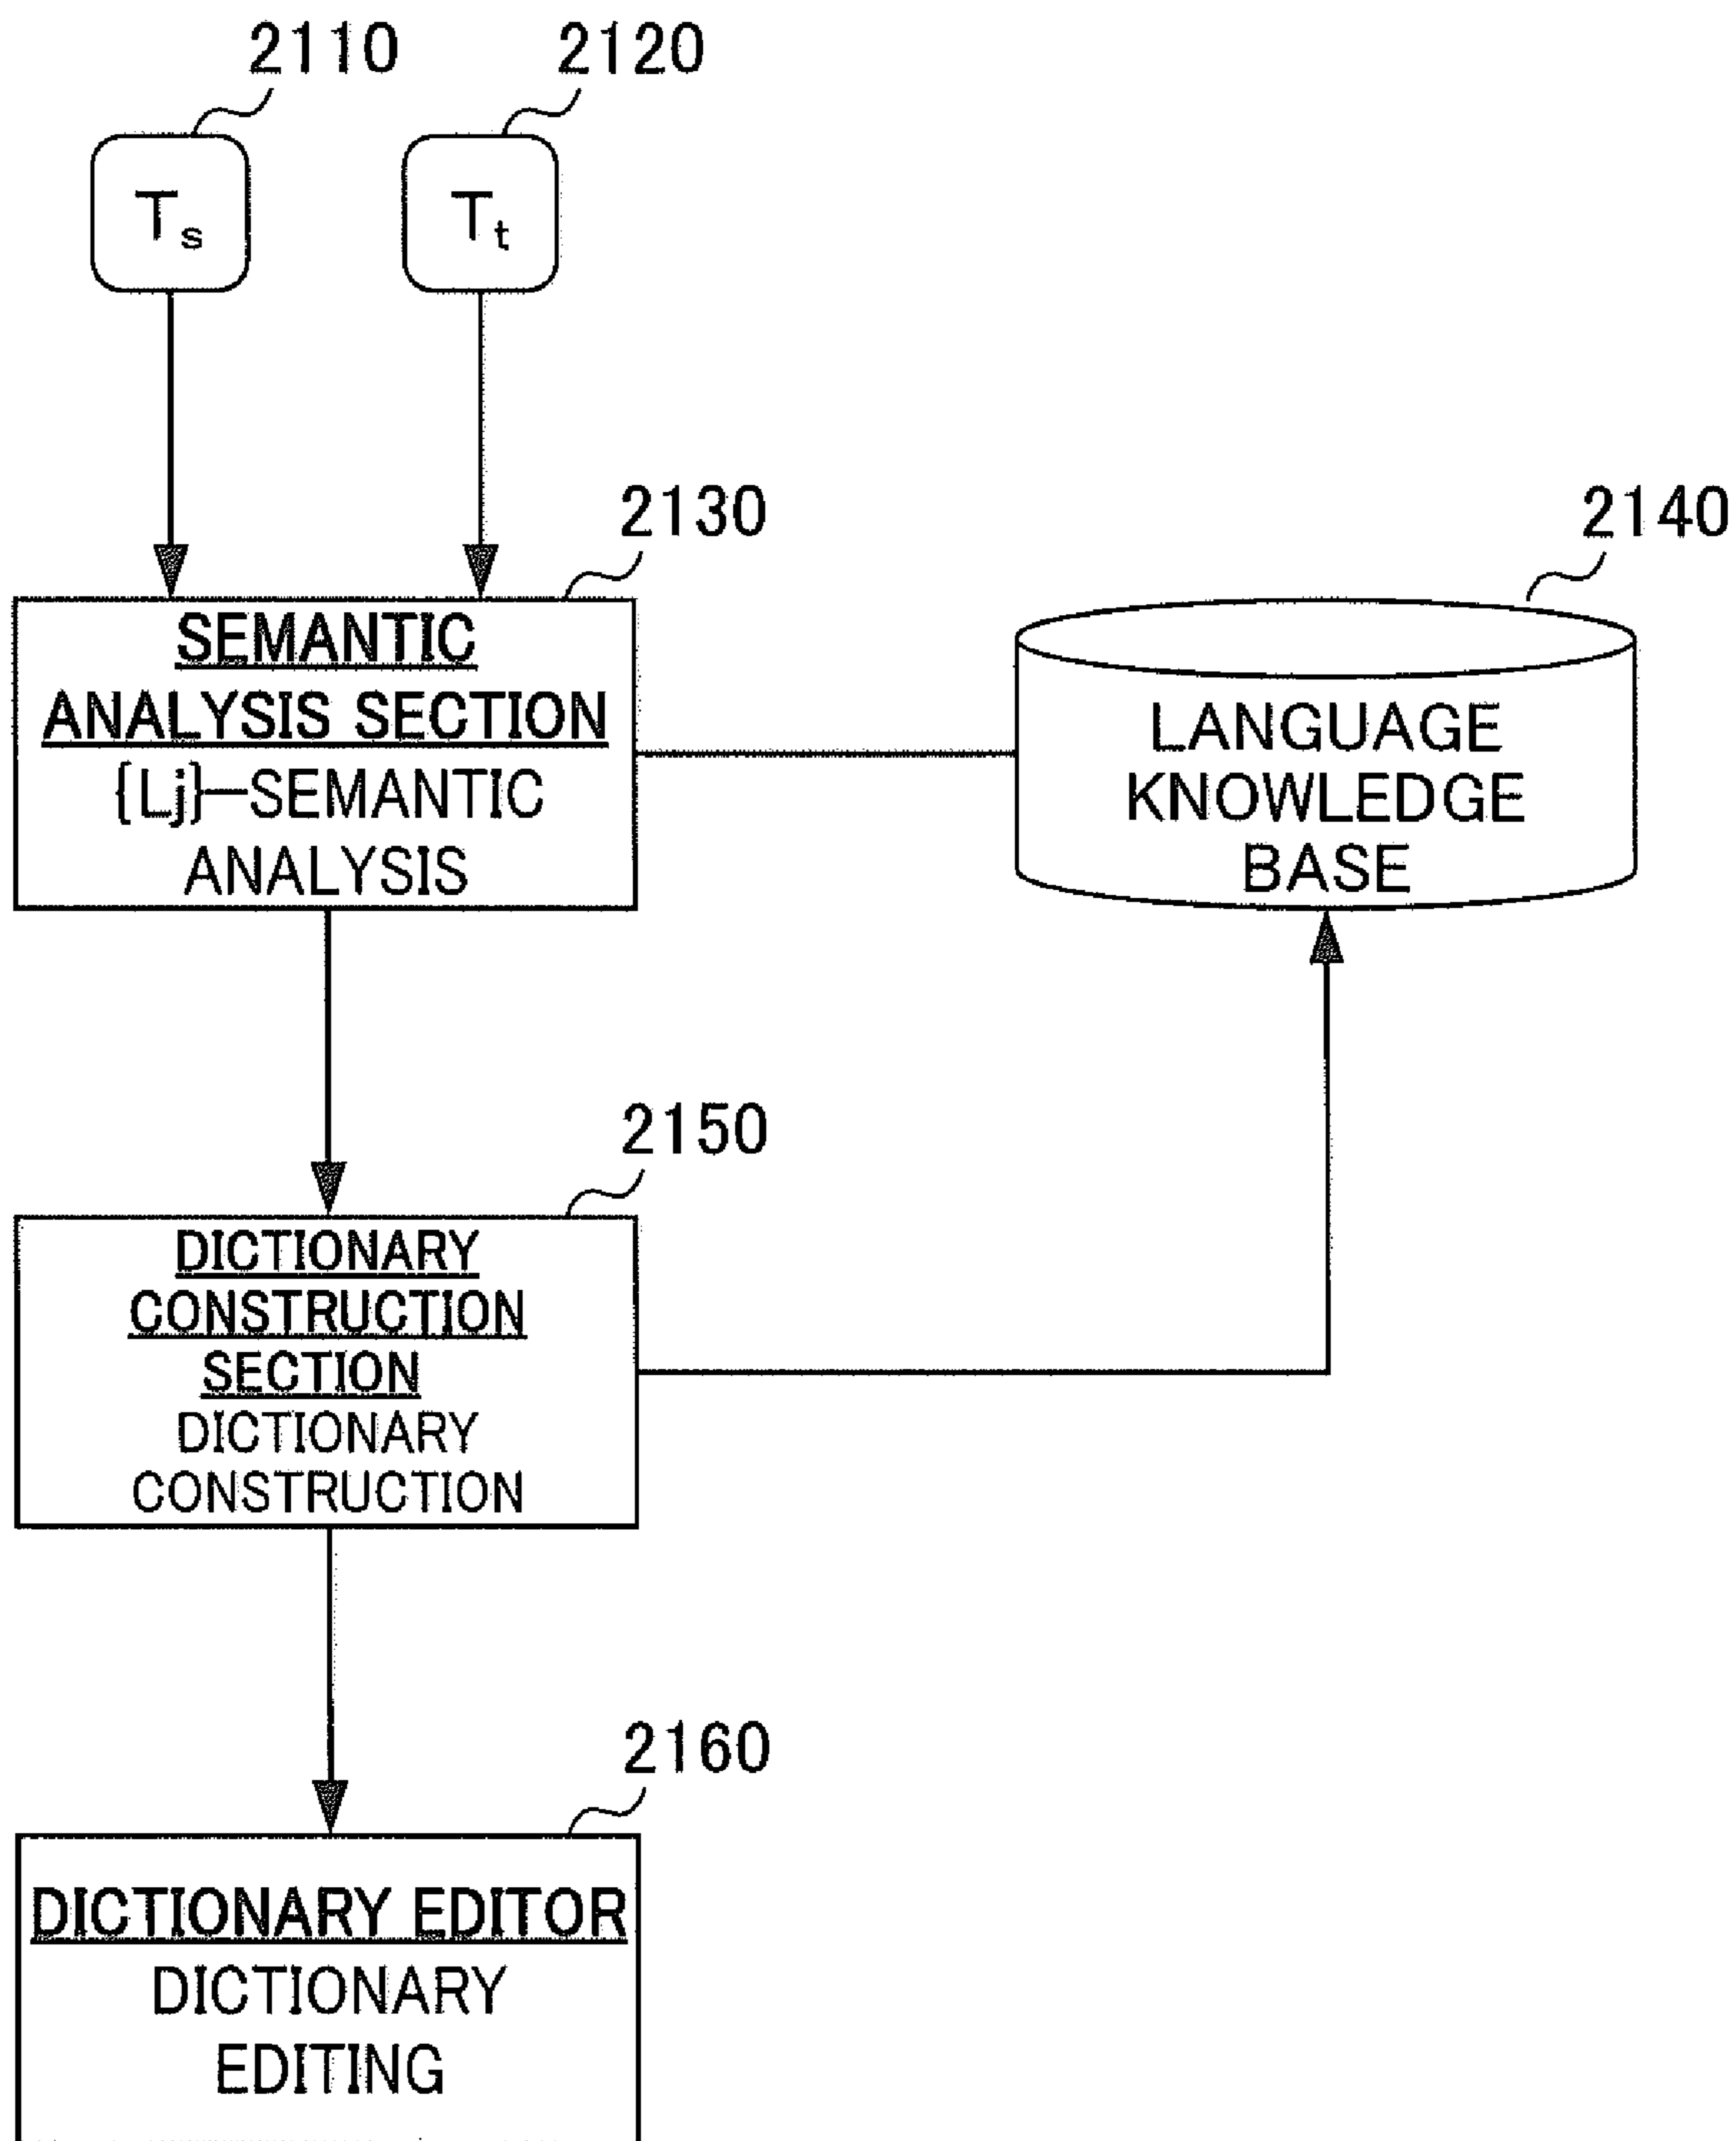 2110
2120
Ts
Tt
2130
SEMANTIC
ANALYSIS SECTION
{Lj}—SEMANTIC
ANALYSIS
2140
LANGUAGE
KNOWLEDGE
BASE
2150
DICTIONARY
CONSTRUCTION
SECTION
DICTIONARY
CONSTRUCTION
2160
DICTIONARY EDITOR
DICTIONARY
EDITING